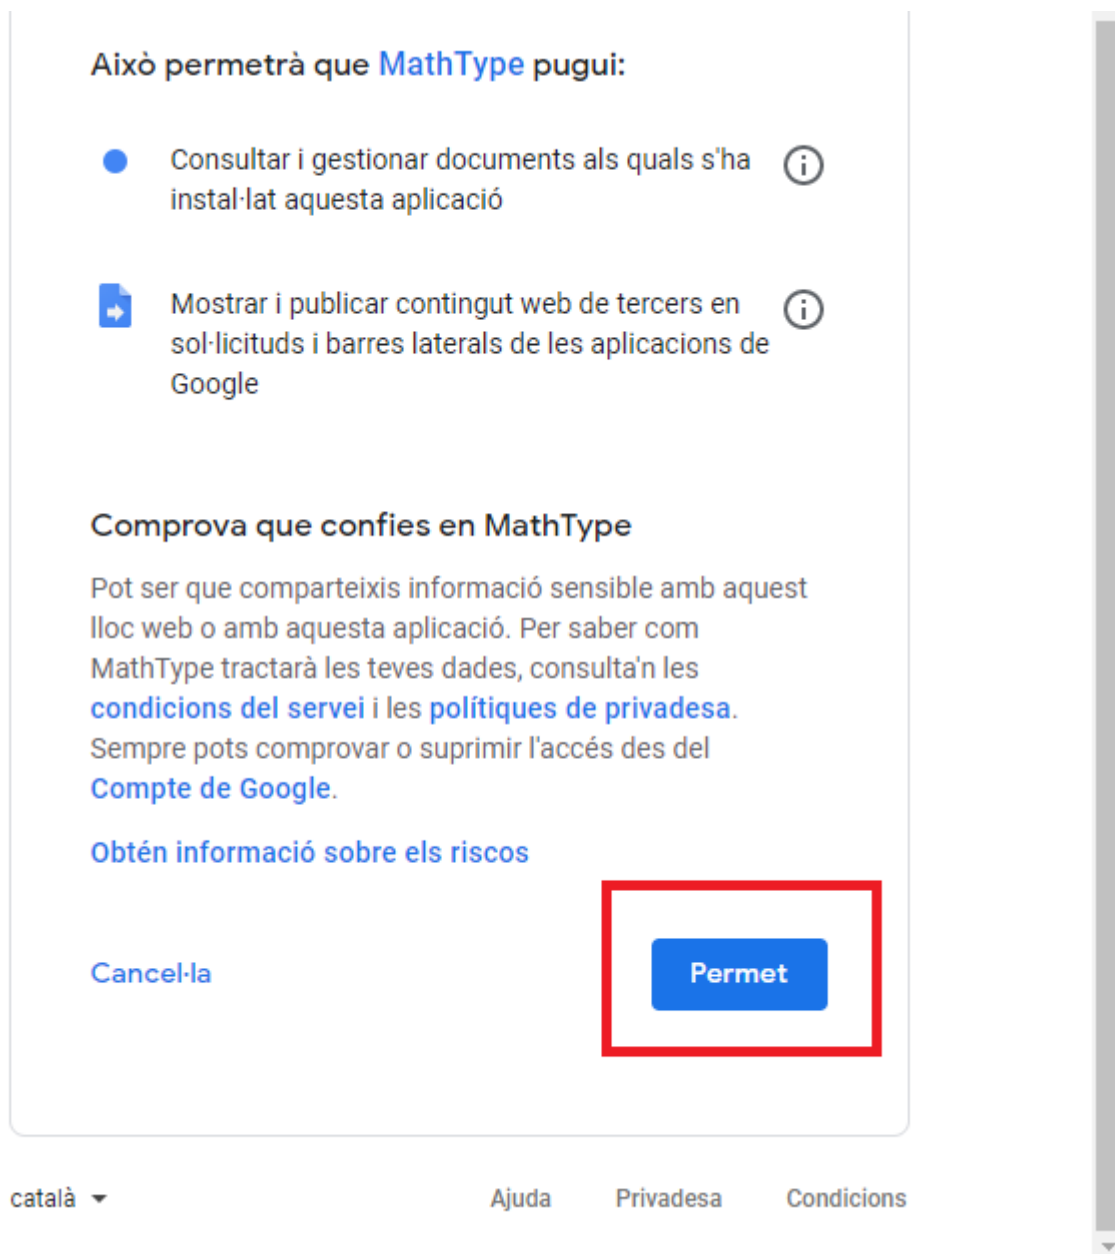 Això permetrà que MathType pugui:
Consultar i gestionar documents als quals s'ha
instal·lat aquesta aplicació
Mostrar i publicar contingut web de tercers en
sol·licituds i barres laterals de les aplicacions de
Google
Comprova que confies en MathType
Pot ser que comparteixis informació sensible amb aquest
lloc web o amb aquesta aplicació. Per saber com
MathType tractarà les teves dades, consulta'n les
condicions del servei i les polítiques de privadesa.
Sempre pots comprovar o suprimir l'accés des del
Compte de Google.
Obtén informació sobre els riscos
Cancel·la Permet
català Ajuda Privadesa Condicions